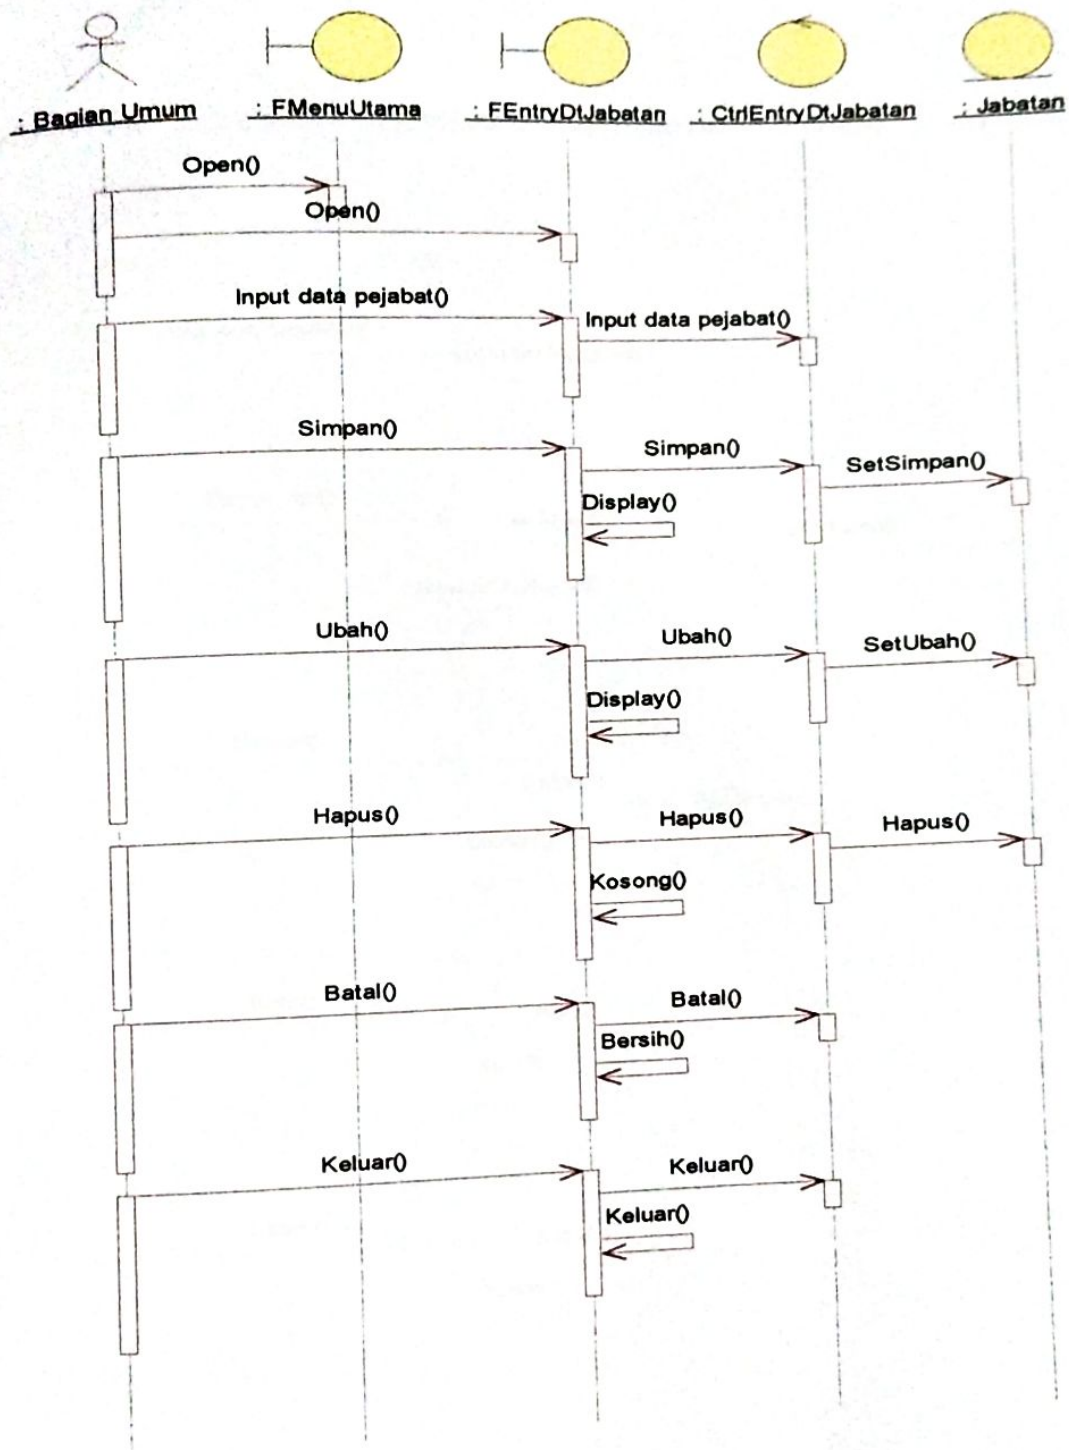 : Bagian Umum
: FMenuUtama
: FEntryDtJabatan
: CtrlEntryDtJabatan
: Jabatan
Open()
Open()
Input data pejabat()
Input data pejabat()
Simpan()
Simpan()
SetSimpan()
Display()
Ubah()
Ubah()
SetUbah()
Display()
Hapus()
Hapus()
Hapus()
Kosong()
Batal()
Batal()
Bersih()
Keluar()
Keluar()
Keluar()